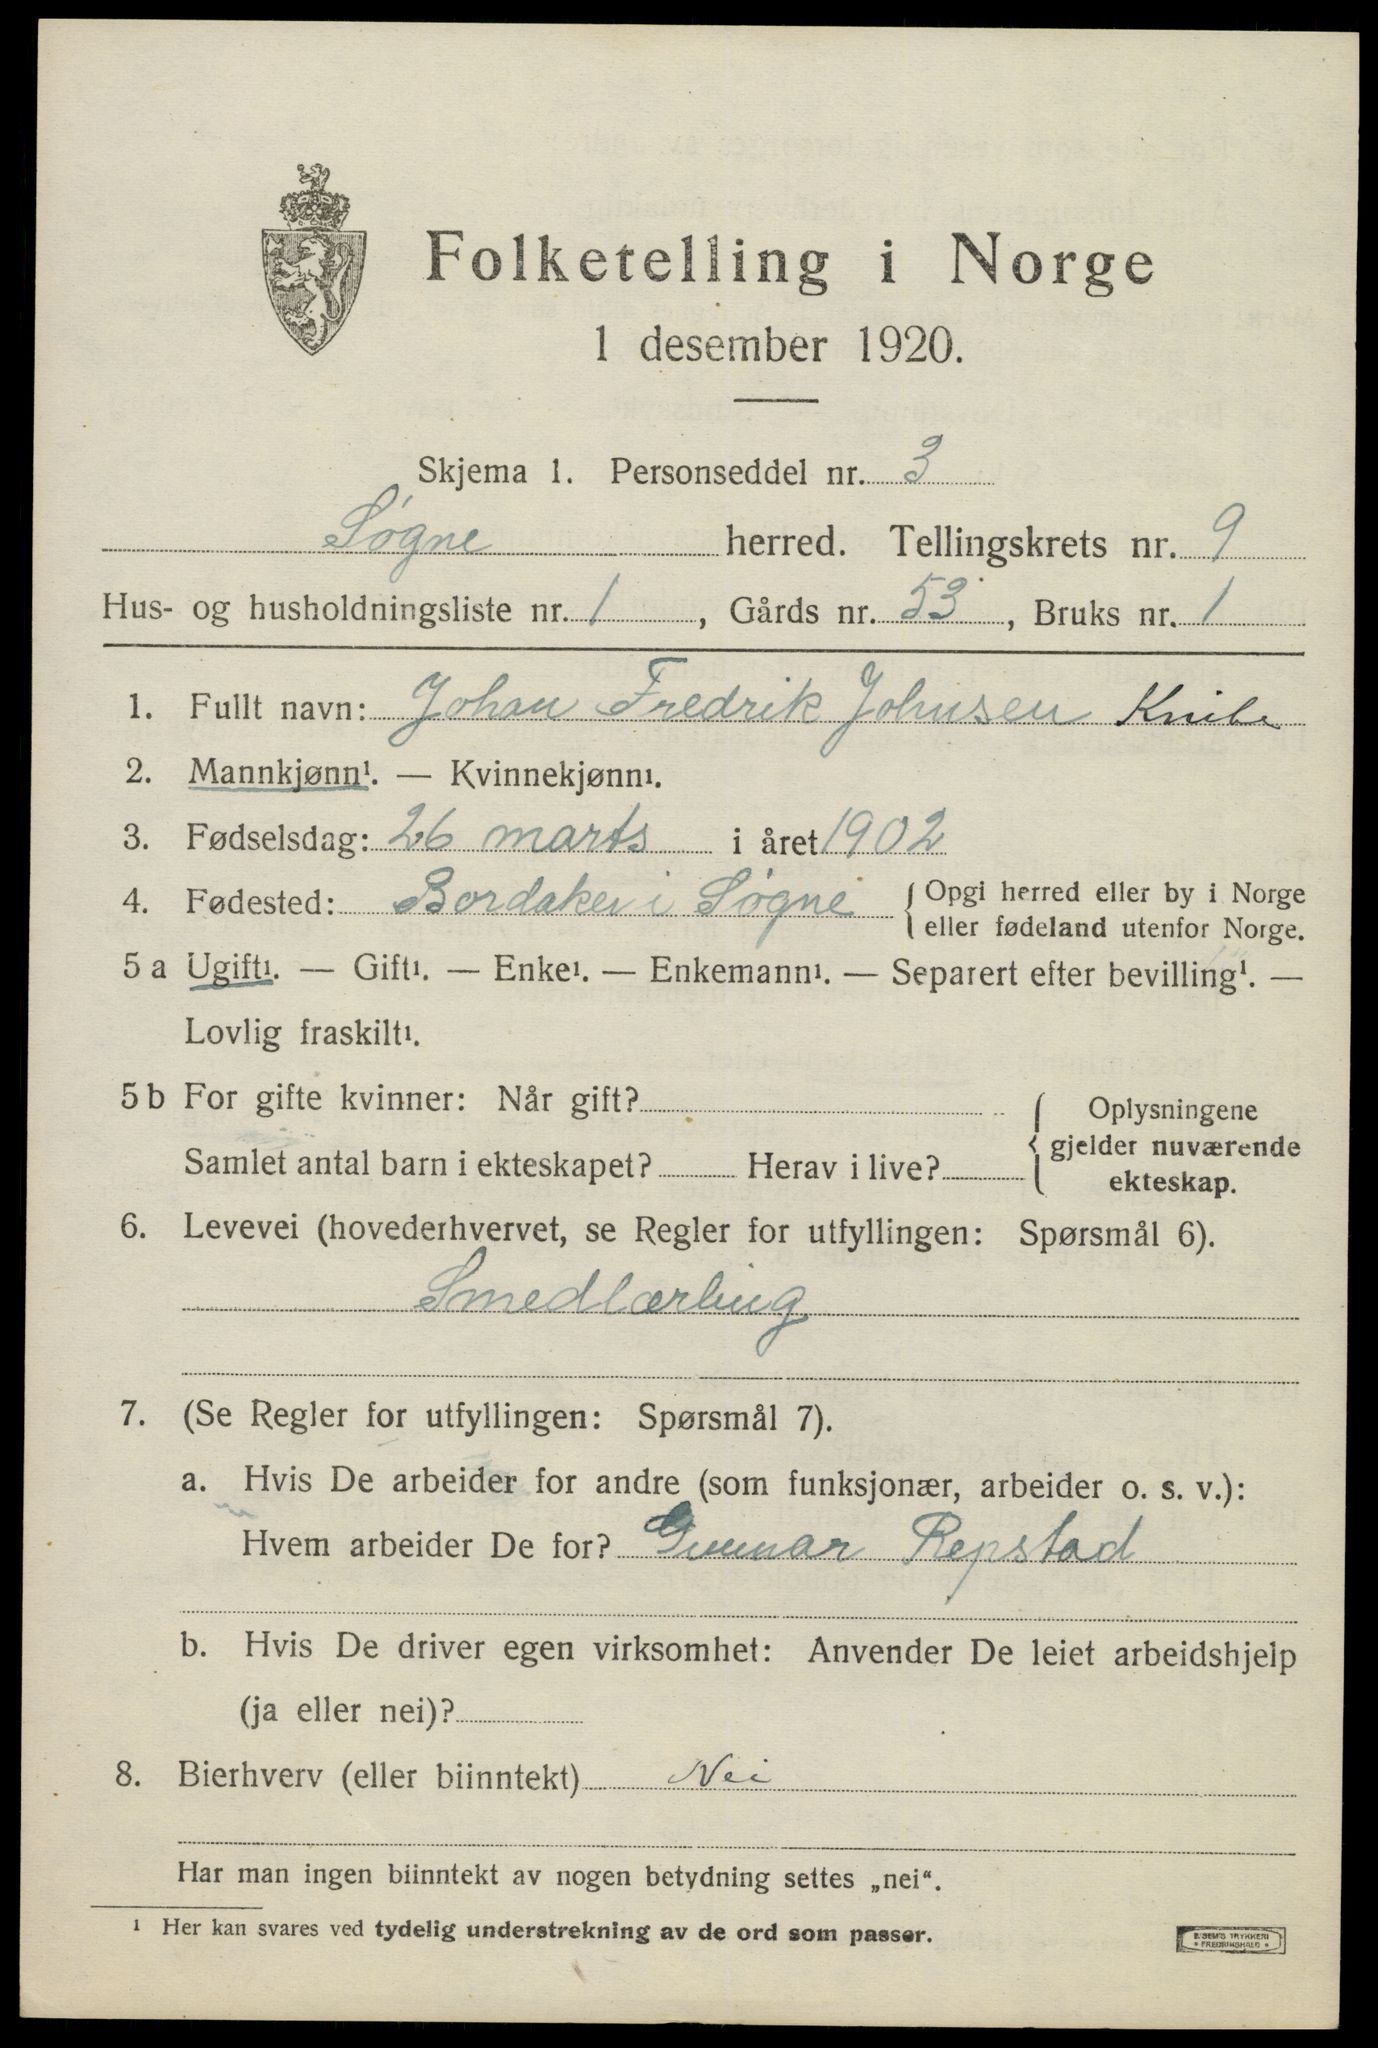 Folketelling i Norge
1 desember 1920.
Skjema 1. Personseddel nr. 3
Søgne herred. Tellingskrets nr. 9
Hus- og husholdningsliste nr. 1, Gårds nr. 53, Bruks nr. 1
1. Fullt navn: Johan Fredrik Johnsen Knibe
2. Mannkjønn¹. — Kvinnekjønn¹.
3. Fødselsdag: 26 marts i året 1902
4. Fødested: Bordaker i Søgne { Opgi herred eller by i Norge
eller fødeland utenfor Norge.
5 a Ugift¹. — Gift¹. — Enke¹. — Enkemann¹. — Separert efter bevilling¹. —
Lovlig fraskilt¹.
5 b For gifte kvinner: Når gift? { Oplysningene
gjelder nuværende
Samlet antal barn i ekteskapet? Herav i live?
ekteskap.
6. Levevei (hovederhvervet, se Regler for utfyllingen: Spørsmål 6).
Smedlærling
7. (Se Regler for utfyllingen: Spørsmål 7).
a. Hvis De arbeider for andre (som funksjonær, arbeider o. s. v.):
Hvem arbeider De for? Gunnar Repstad
b. Hvis De driver egen virksomhet: Anvender De leiet arbeidshjelp
(ja eller nei)?
8. Bierhverv (eller biinntekt) Nei
Har man ingen biinntekt av nogen betydning settes „nei“.
¹ Her kan svares ved tydelig understrekning av de ord som passer.
E. SEM'S TRYKKERI
• FREDRIKSHALD •